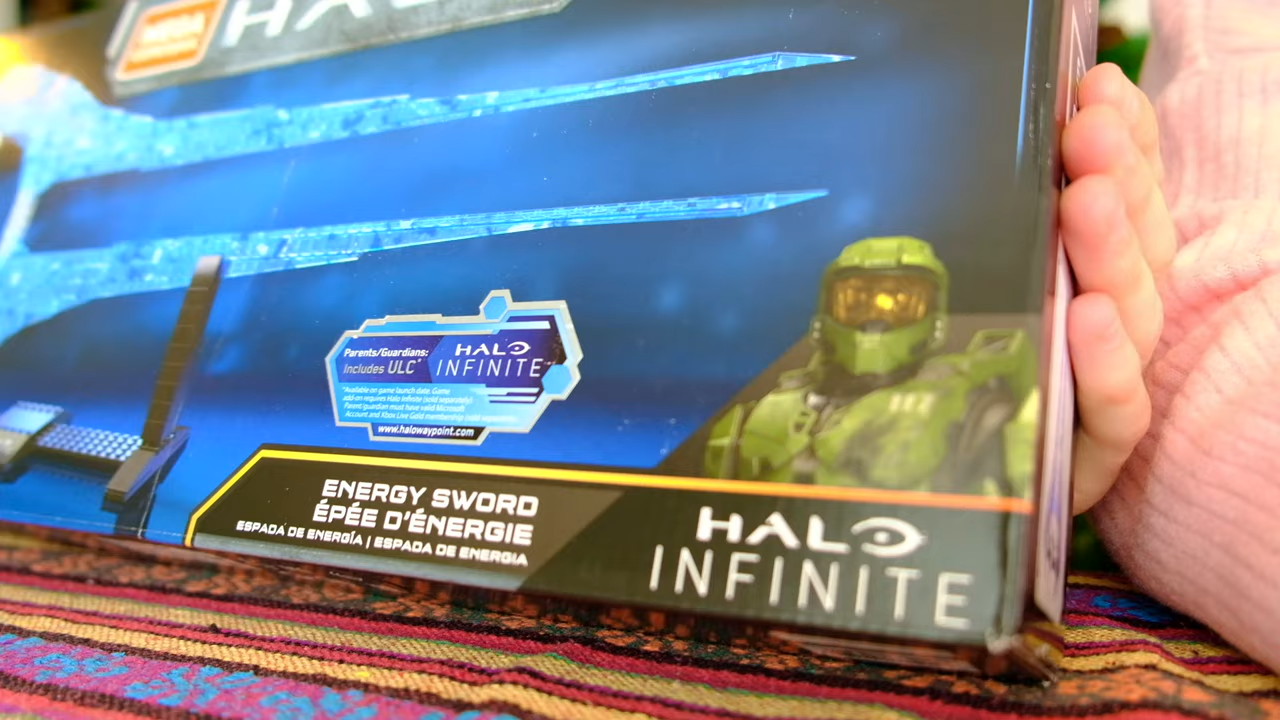 MEGA
HALO
Parents/Guardians:
Includes ULC*
HALO
INFINITE
*Available on game launch date. Game
add-on requires Halo Infinite (sold separately).
Parent/guardian must have valid Microsoft
Account and Xbox Live Gold membership (sold separately).
www.halowaypoint.com
ENERGY SWORD
ÉPÉE D'ÉNERGIE
ESPADA DE ENERGÍA | ESPADA DE ENERGIA
HALO
INFINITE
117